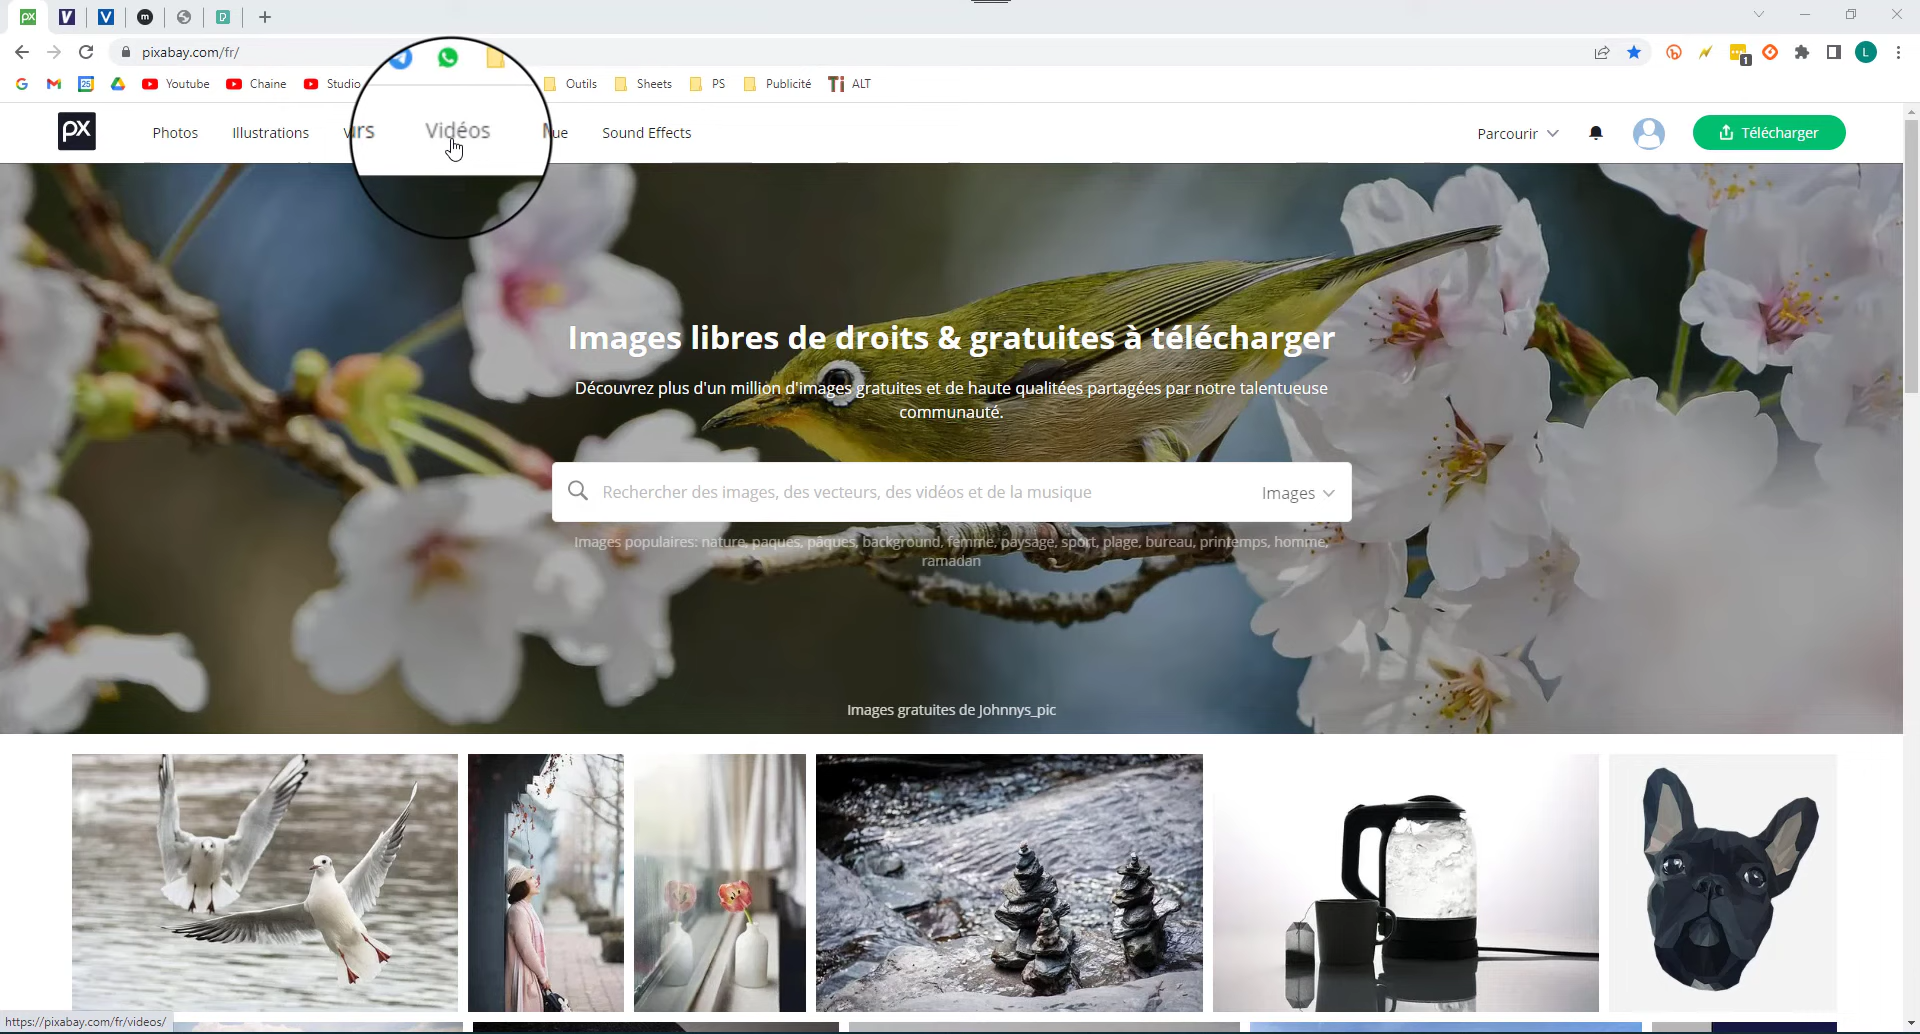 pixabay.com/fr/
1
L
25
Youtube
Chaine
Studio
Outils
Sheets
PS
Publicité
Ti ALT
px
Photos
Illustrations
Vidéos
Sound Effects
Parcourir
Télécharger
Images libres de droits & gratuites à télécharger
Découvrez plus d'un million d'images gratuites et de haute qualitées partagées par notre talentueuse
communauté.
Rechercher des images, des vecteurs, des vidéos et de la musique
Images
Images populaires: nature, paques, pâques, background, femme, paysage, sport, plage, bureau, printemps, homme,
ramadan
Images gratuites de Johnnys_pic
https://pixabay.com/fr/videos/